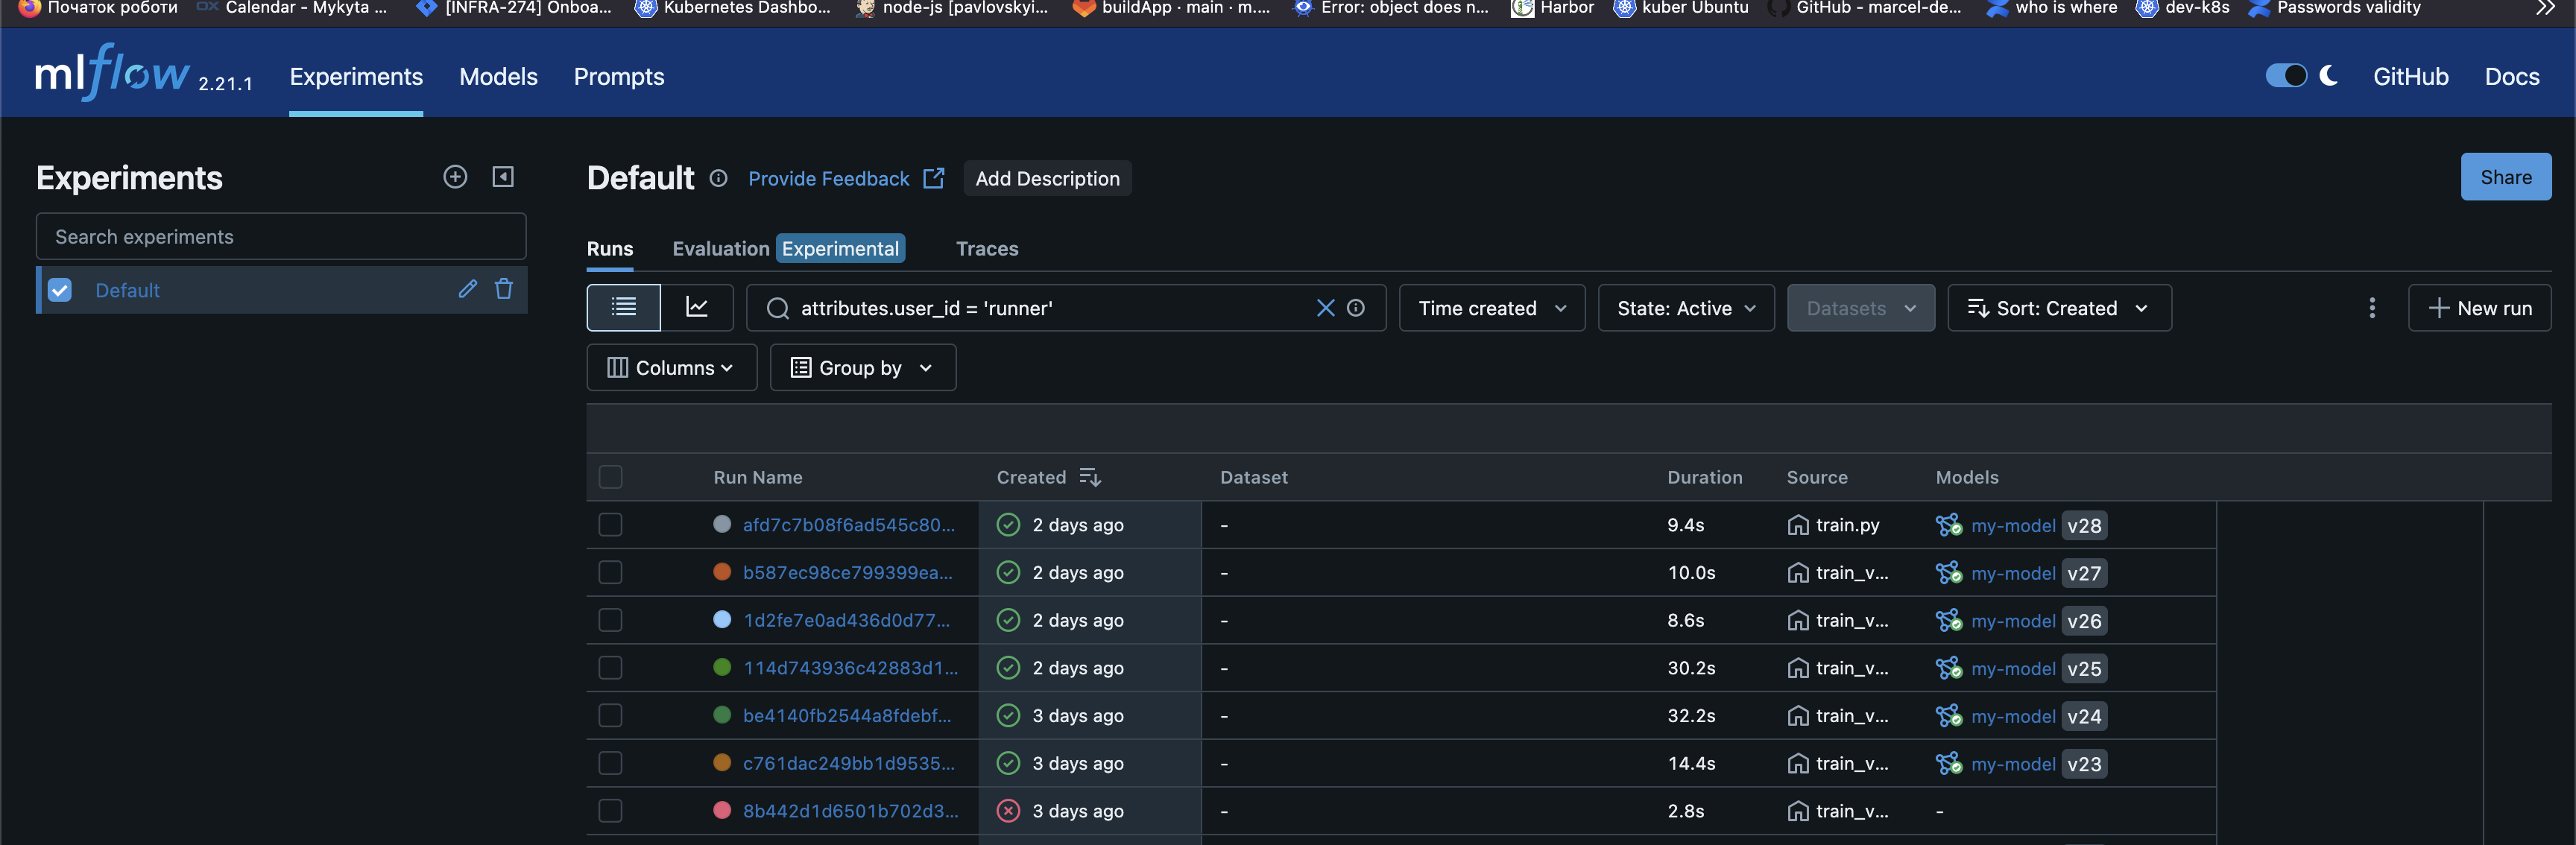 Початок роботи Calendar - Mykyta ... [INFRA-274] Onboa... Kubernetes Dashbo... node-js [pavlovskyi... buildApp · main · m.... Error: object does n... Harbor kuber Ubuntu GitHub - marcel-de... who is where dev-k8s Passwords validity
mlflow 2.21.1 Experiments Models Prompts GitHub Docs
Experiments
Search experiments
Default
Default Provide Feedback Add Description Share
Runs Evaluation Experimental Traces
attributes.user_id = 'runner' Time created State: Active Datasets Sort: Created New run
Columns Group by
Run Name Created Dataset Duration Source Models
afd7c7b08f6ad545c80... 2 days ago - 9.4s train.py my-model v28
b587ec98ce799399ea... 2 days ago - 10.0s train_v... my-model v27
1d2fe7e0ad436d0d77... 2 days ago - 8.6s train_v... my-model v26
114d743936c42883d1... 2 days ago - 30.2s train_v... my-model v25
be4140fb2544a8fdebf... 3 days ago - 32.2s train_v... my-model v24
c761dac249bb1d9535... 3 days ago - 14.4s train_v... my-model v23
8b442d1d6501b702d3... 3 days ago - 2.8s train_v... -